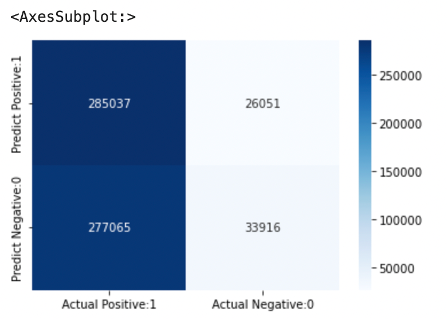 <AxesSubplot:>
Predict Positive:1
285037 26051
Predict Negative:0
277065 33916
Actual Positive:1 Actual Negative:0
250000
200000
150000
100000
50000